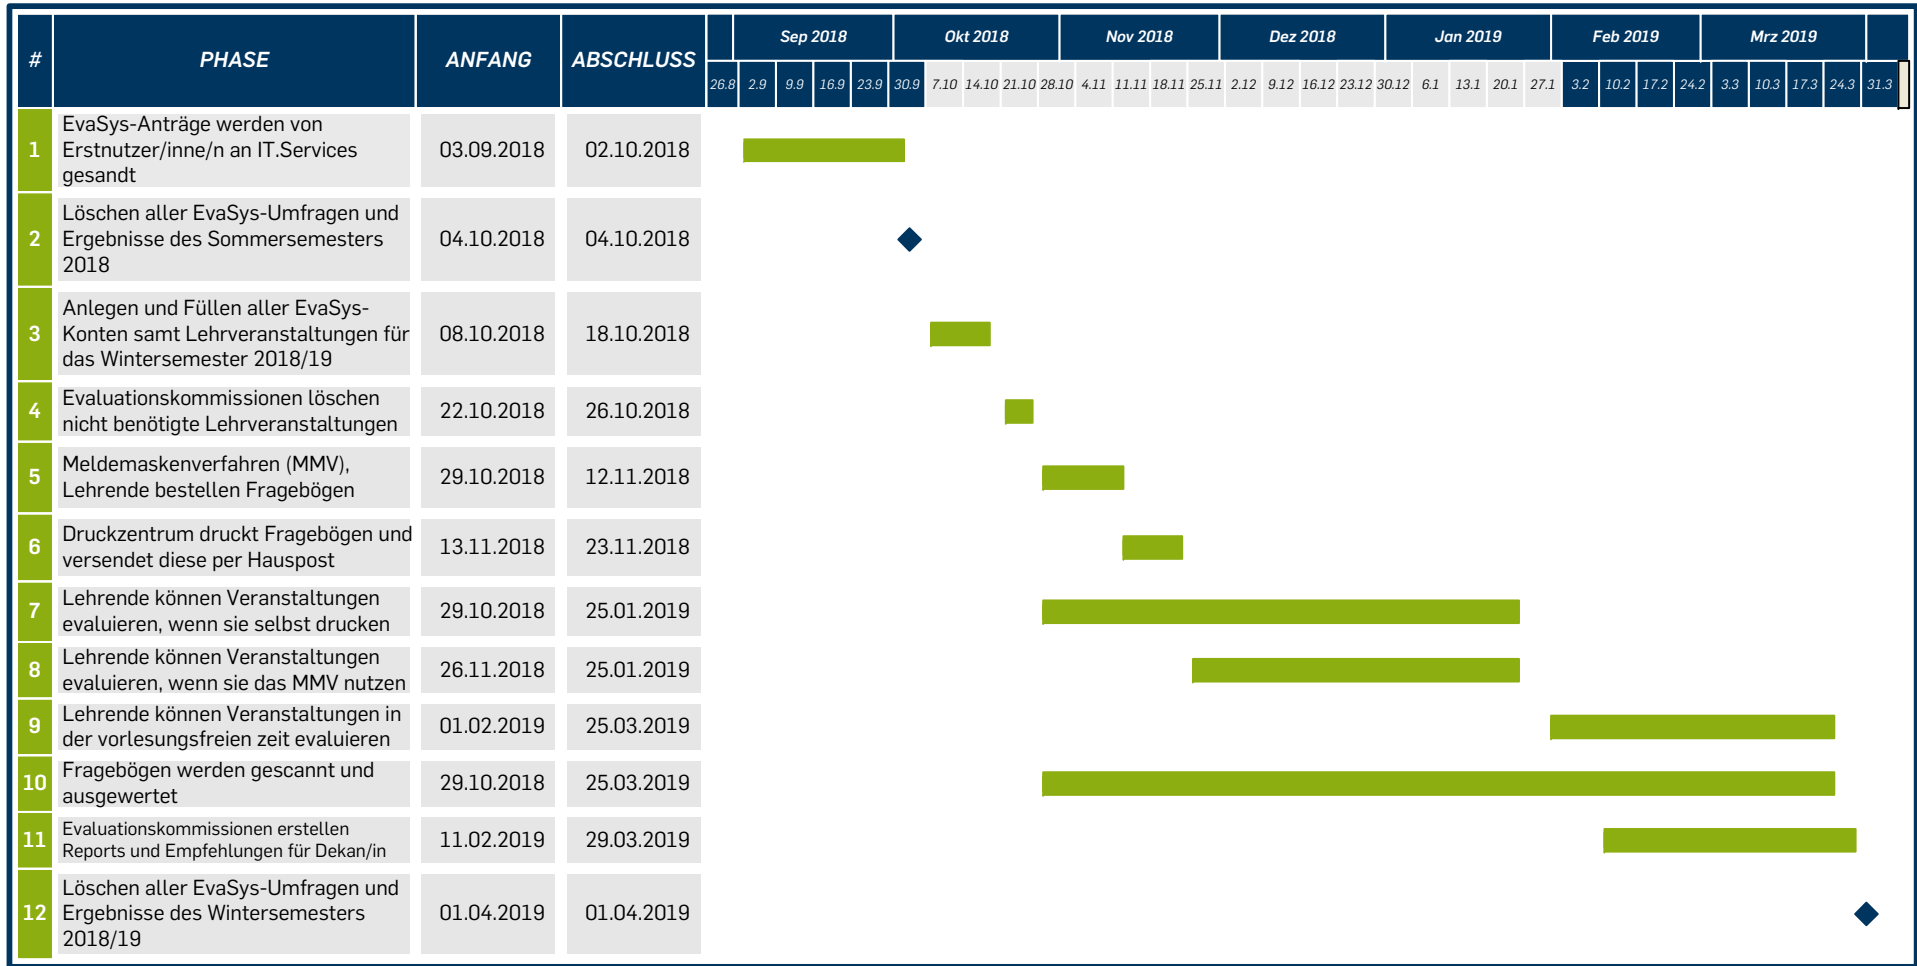 # PHASE ANFANG ABSCHLUSS
Sep 2018 Okt 2018 Nov 2018 Dez 2018 Jan 2019 Feb 2019 Mrz 2019
26.8 2.9 9.9 16.9 23.9 30.9 7.10 14.10 21.10 28.10 4.11 11.11 18.11 25.11 2.12 9.12 16.12 23.12 30.12 6.1 13.1 20.1 27.1 3.2 10.2 17.2 24.2 3.3 10.3 17.3 24.3 31.3
1 EvaSys-Anträge werden von
Erstnutzer/inne/n an IT.Services
gesandt
03.09.2018 02.10.2018
2 Löschen aller EvaSys-Umfragen und
Ergebnisse des Sommersemesters
2018
04.10.2018 04.10.2018
3 Anlegen und Füllen aller EvaSys-
Konten samt Lehrveranstaltungen für
das Wintersemester 2018/19
08.10.2018 18.10.2018
4 Evaluationskommissionen löschen
nicht benötigte Lehrveranstaltungen
22.10.2018 26.10.2018
5 Meldemaskenverfahren (MMV),
Lehrende bestellen Fragebögen
29.10.2018 12.11.2018
6 Druckzentrum druckt Fragebögen und
versendet diese per Hauspost
13.11.2018 23.11.2018
7 Lehrende können Veranstaltungen
evaluieren, wenn sie selbst drucken
29.10.2018 25.01.2019
8 Lehrende können Veranstaltungen
evaluieren, wenn sie das MMV nutzen
26.11.2018 25.01.2019
9 Lehrende können Veranstaltungen in
der vorlesungsfreien zeit evaluieren
01.02.2019 25.03.2019
10 Fragebögen werden gescannt und
ausgewertet
29.10.2018 25.03.2019
11 Evaluationskommissionen erstellen
Reports und Empfehlungen für Dekan/in
11.02.2019 29.03.2019
12 Löschen aller EvaSys-Umfragen und
Ergebnisse des Wintersemesters
2018/19
01.04.2019 01.04.2019